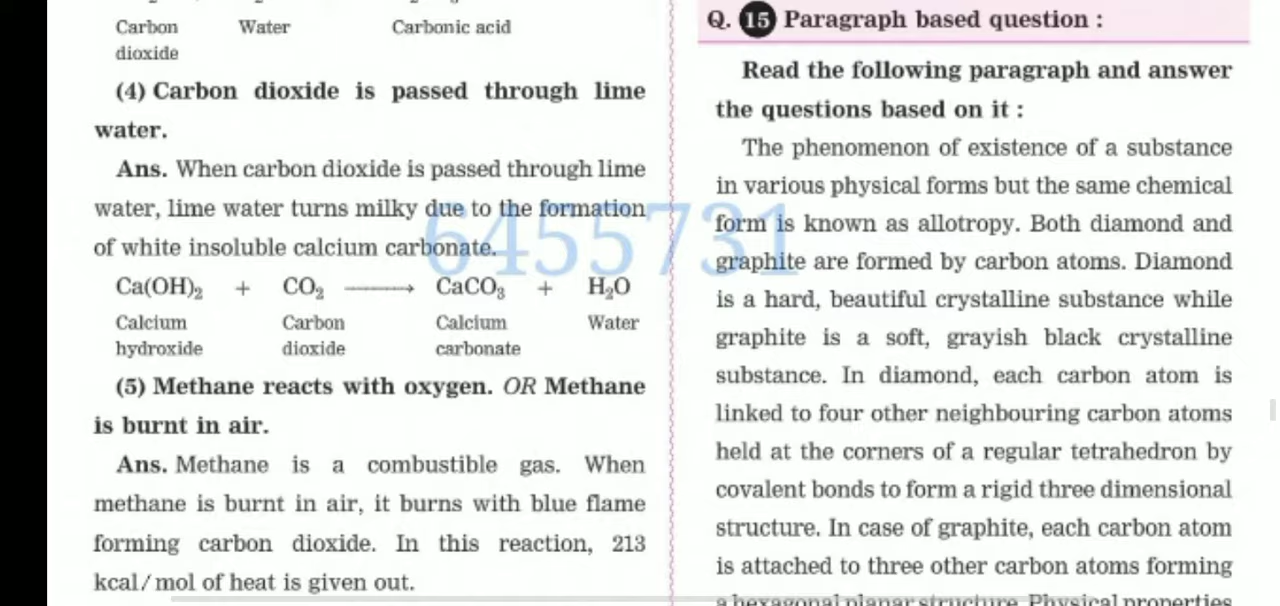 Carbon Water Carbonic acid
dioxide
(4) Carbon dioxide is passed through lime
water.
Ans. When carbon dioxide is passed through lime
water, lime water turns milky due to the formation
of white insoluble calcium carbonate.
Ca(OH)₂ + CO₂ ⟶ CaCO₃ + H₂O
Calcium Carbon Calcium Water
hydroxide dioxide carbonate
(5) Methane reacts with oxygen. OR Methane
is burnt in air.
Ans. Methane is a combustible gas. When
methane is burnt in air, it burns with blue flame
forming carbon dioxide. In this reaction, 213
kcal/mol of heat is given out.
Q. 15 Paragraph based question :
Read the following paragraph and answer
the questions based on it :
The phenomenon of existence of a substance
in various physical forms but the same chemical
form is known as allotropy. Both diamond and
graphite are formed by carbon atoms. Diamond
is a hard, beautiful crystalline substance while
graphite is a soft, grayish black crystalline
substance. In diamond, each carbon atom is
linked to four other neighbouring carbon atoms
held at the corners of a regular tetrahedron by
covalent bonds to form a rigid three dimensional
structure. In case of graphite, each carbon atom
is attached to three other carbon atoms forming
a hexagonal planar structure. Physical properties
6455731